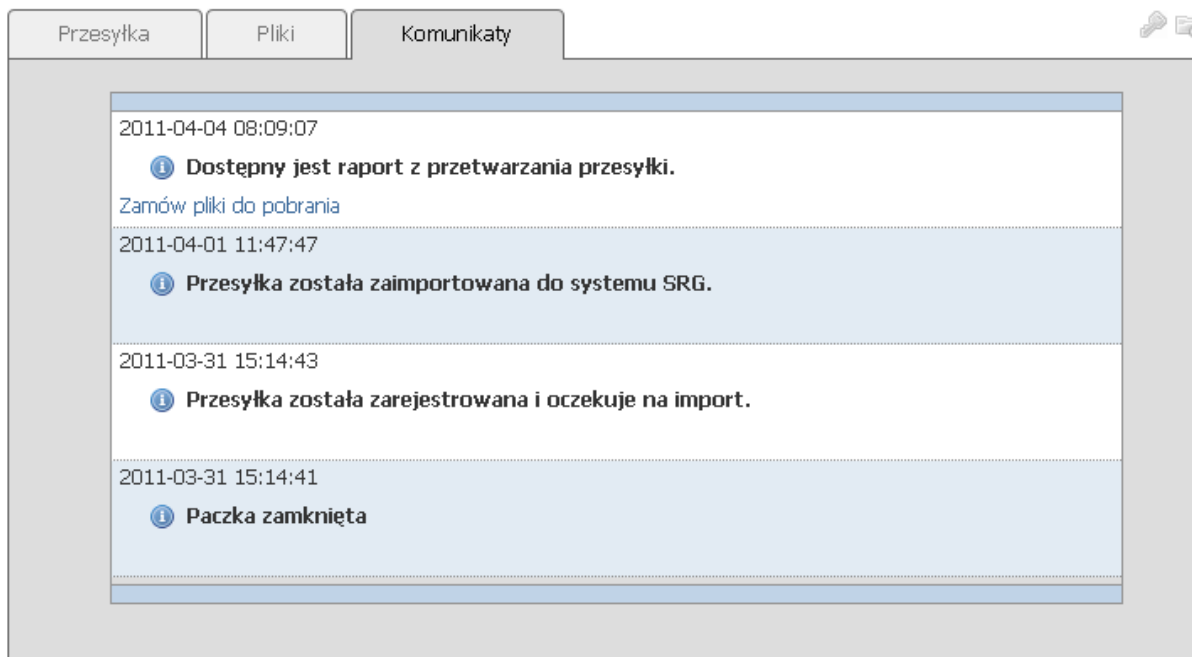 Przesyłka
Pliki
Komunikaty
2011-04-04 08:09:07
Dostępny jest raport z przetwarzania przesyłki.
Zamów pliki do pobrania
2011-04-01 11:47:47
Przesyłka została zaimportowana do systemu SRG.
2011-03-31 15:14:43
Przesyłka została zarejestrowana i oczekuje na import.
2011-03-31 15:14:41
Paczka zamknięta